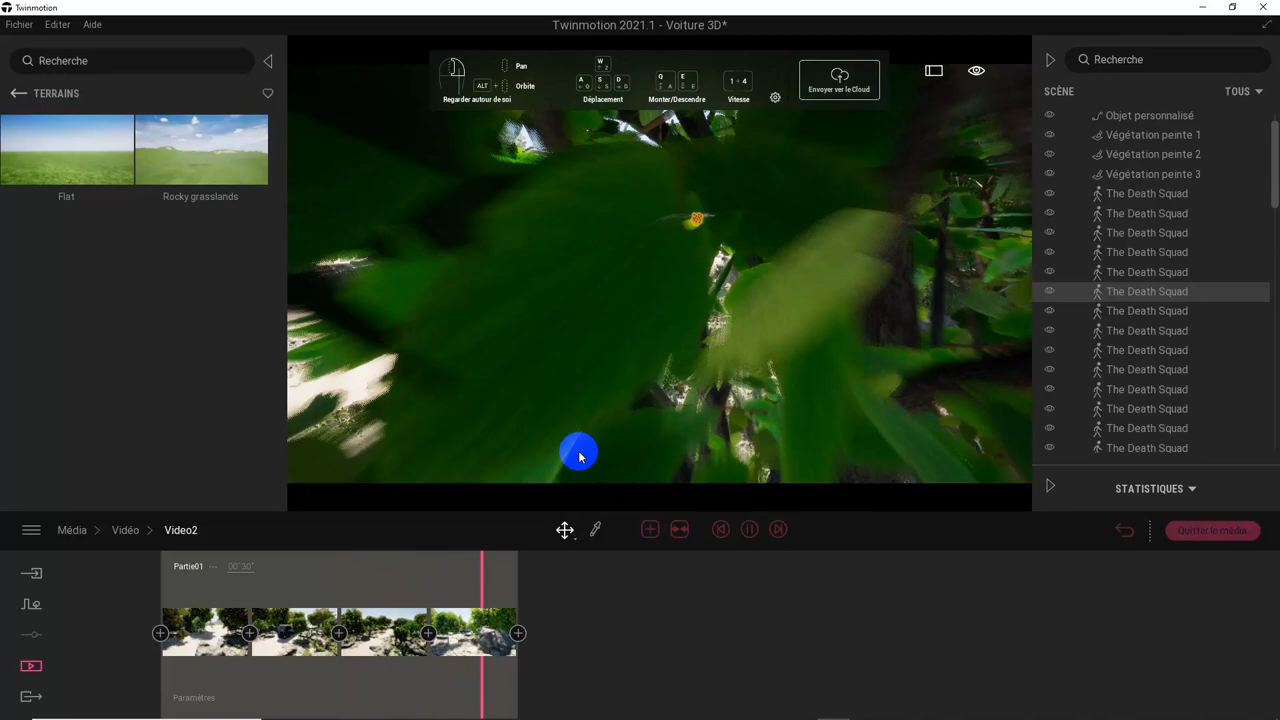 Twinmotion
Fichier Editer Aide
Twinmotion 2021.1 - Voiture 3D*
Recherche
TERRAINS
Flat
Rocky grasslands
Pan
ALT +
Orbite
Regarder autour de soi
W
Z
A
Q
S
S
D
D
Déplacement
Q
A
E
E
Monter/Descendre
1 → 4
Vitesse
Envoyer ver le Cloud
Recherche
SCÈNE
TOUS
Objet personnalisé
Végétation peinte 1
Végétation peinte 2
Végétation peinte 3
The Death Squad
The Death Squad
The Death Squad
The Death Squad
The Death Squad
The Death Squad
The Death Squad
The Death Squad
The Death Squad
The Death Squad
The Death Squad
The Death Squad
The Death Squad
The Death Squad
STATISTIQUES
Média > Vidéo > Video2
Quitter le média
Partie01 ··· 00' 30"
Paramètres